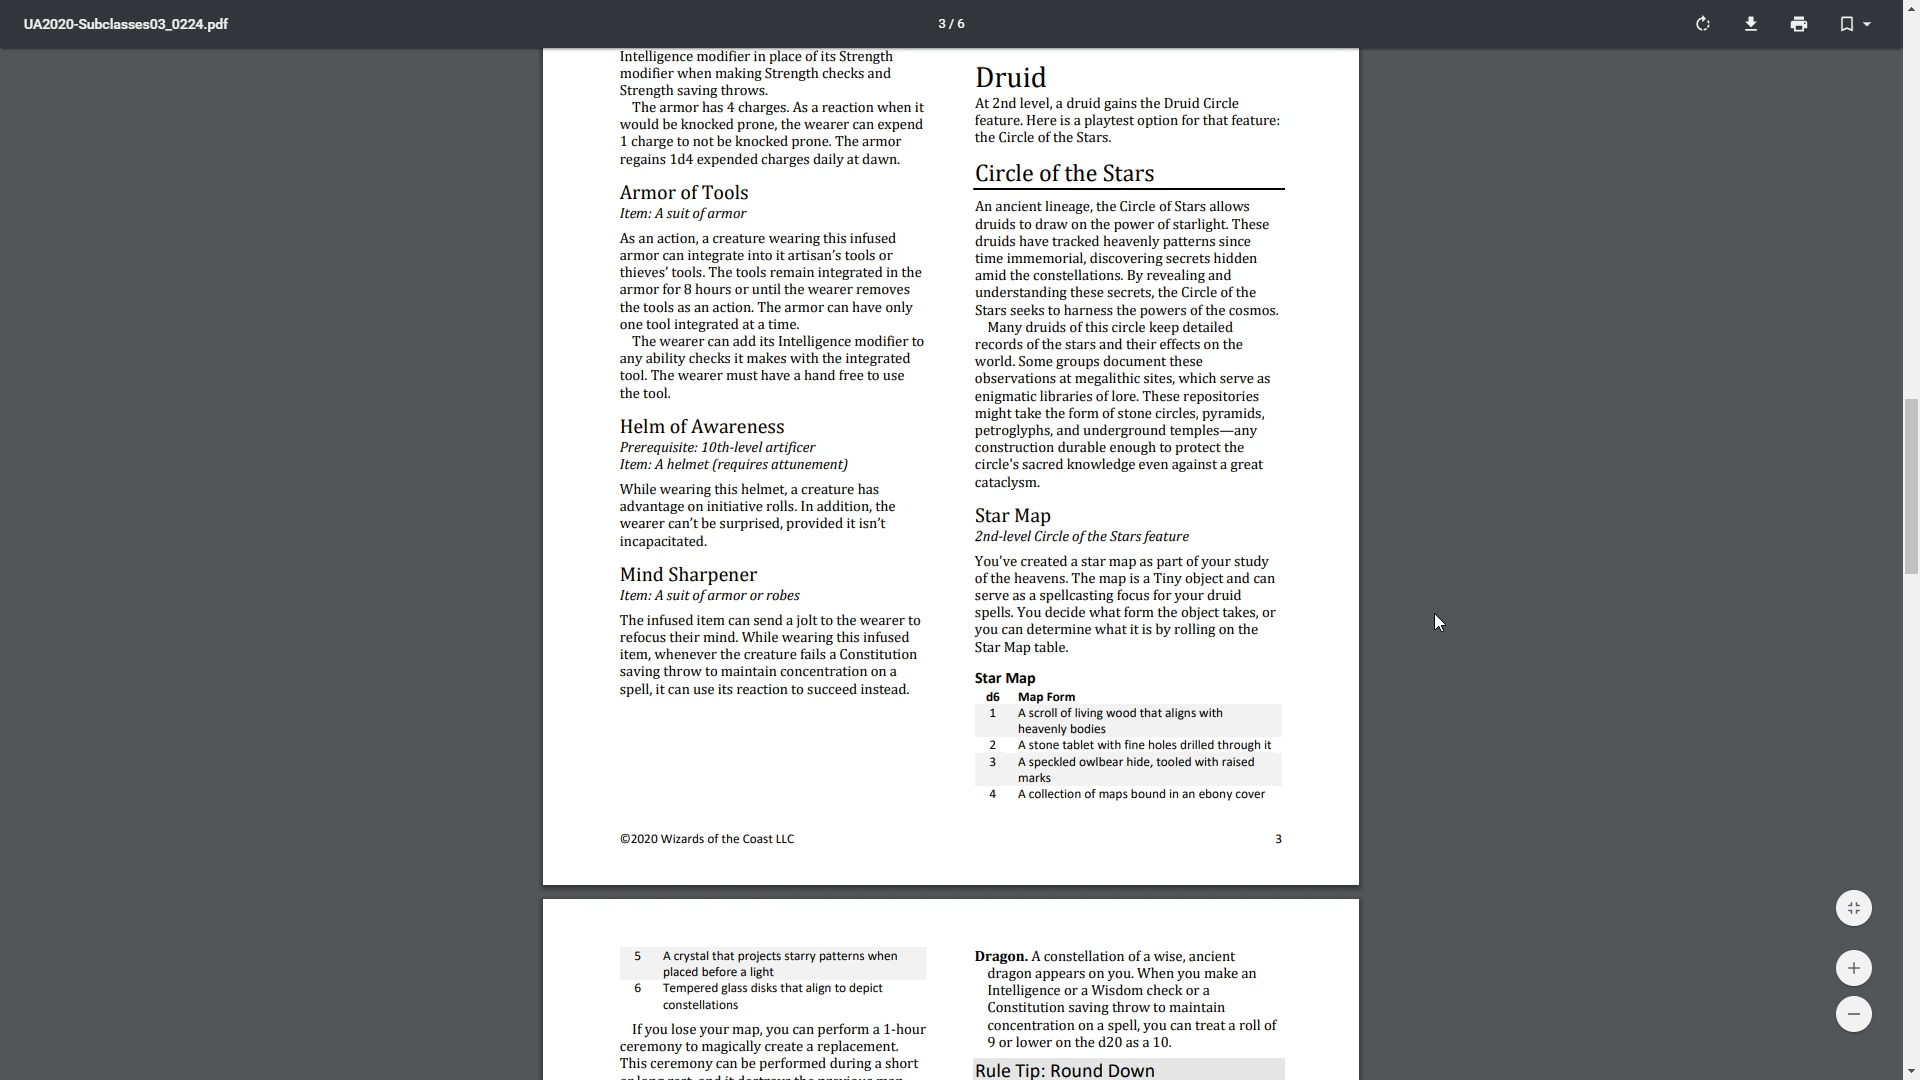 UA2020-Subclasses03_0224.pdf
3 / 6
Intelligence modifier in place of its Strength
modifier when making Strength checks and
Strength saving throws.
The armor has 4 charges. As a reaction when it
would be knocked prone, the wearer can expend
1 charge to not be knocked prone. The armor
regains 1d4 expended charges daily at dawn.
Armor of Tools
Item: A suit of armor
As an action, a creature wearing this infused
armor can integrate into it artisan’s tools or
thieves’ tools. The tools remain integrated in the
armor for 8 hours or until the wearer removes
the tools as an action. The armor can have only
one tool integrated at a time.
The wearer can add its Intelligence modifier to
any ability checks it makes with the integrated
tool. The wearer must have a hand free to use
the tool.
Helm of Awareness
Prerequisite: 10th-level artificer
Item: A helmet (requires attunement)
While wearing this helmet, a creature has
advantage on initiative rolls. In addition, the
wearer can’t be surprised, provided it isn’t
incapacitated.
Mind Sharpener
Item: A suit of armor or robes
The infused item can send a jolt to the wearer to
refocus their mind. While wearing this infused
item, whenever the creature fails a Constitution
saving throw to maintain concentration on a
spell, it can use its reaction to succeed instead.
Druid
At 2nd level, a druid gains the Druid Circle
feature. Here is a playtest option for that feature:
the Circle of the Stars.
Circle of the Stars
An ancient lineage, the Circle of Stars allows
druids to draw on the power of starlight. These
druids have tracked heavenly patterns since
time immemorial, discovering secrets hidden
amid the constellations. By revealing and
understanding these secrets, the Circle of the
Stars seeks to harness the powers of the cosmos.
Many druids of this circle keep detailed
records of the stars and their effects on the
world. Some groups document these
observations at megalithic sites, which serve as
enigmatic libraries of lore. These repositories
might take the form of stone circles, pyramids,
petroglyphs, and underground temples—any
construction durable enough to protect the
circle's sacred knowledge even against a great
cataclysm.
Star Map
2nd-level Circle of the Stars feature
You've created a star map as part of your study
of the heavens. The map is a Tiny object and can
serve as a spellcasting focus for your druid
spells. You decide what form the object takes, or
you can determine what it is by rolling on the
Star Map table.
Star Map
d6 Map Form
1 A scroll of living wood that aligns with
heavenly bodies
2 A stone tablet with fine holes drilled through it
3 A speckled owlbear hide, tooled with raised
marks
4 A collection of maps bound in an ebony cover
©2020 Wizards of the Coast LLC
3
5 A crystal that projects starry patterns when
placed before a light
6 Tempered glass disks that align to depict
constellations
If you lose your map, you can perform a 1-hour
ceremony to magically create a replacement.
This ceremony can be performed during a short
or long rest, and it destroys the previous map.
Dragon. A constellation of a wise, ancient
dragon appears on you. When you make an
Intelligence or a Wisdom check or a
Constitution saving throw to maintain
concentration on a spell, you can treat a roll of
9 or lower on the d20 as a 10.
Rule Tip: Round Down